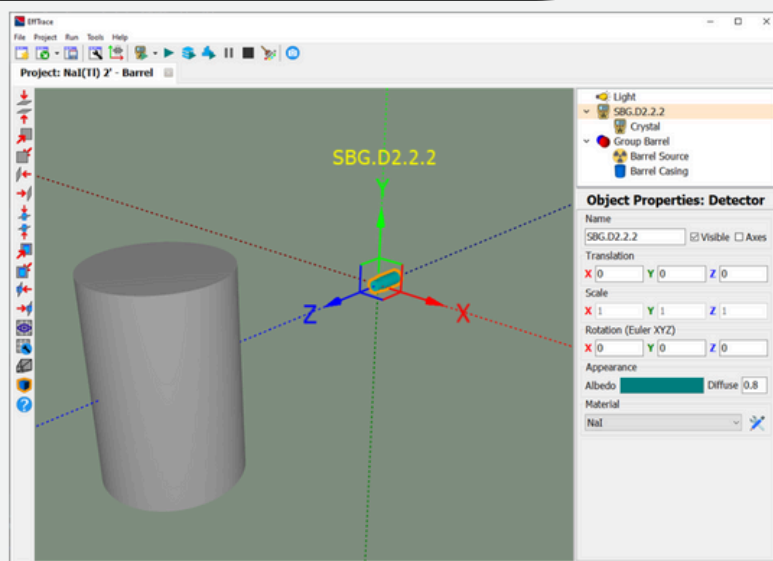 EffTrace
File Project Run Tools Help
Project: NaI(Tl) 2' - Barrel
SBG.D2.2.2
Y
Z
X
Light
SBG.D2.2.2
Crystal
Group Barrel
Barrel Source
Barrel Casing
Object Properties: Detector
Name
SBG.D2.2.2 Visible Axes
Translation
X 0 Y 0 Z 0
Scale
X 1 Y 1 Z 1
Rotation (Euler XYZ)
X 0 Y 0 Z 0
Appearance
Albedo Diffuse 0.8
Material
NaI